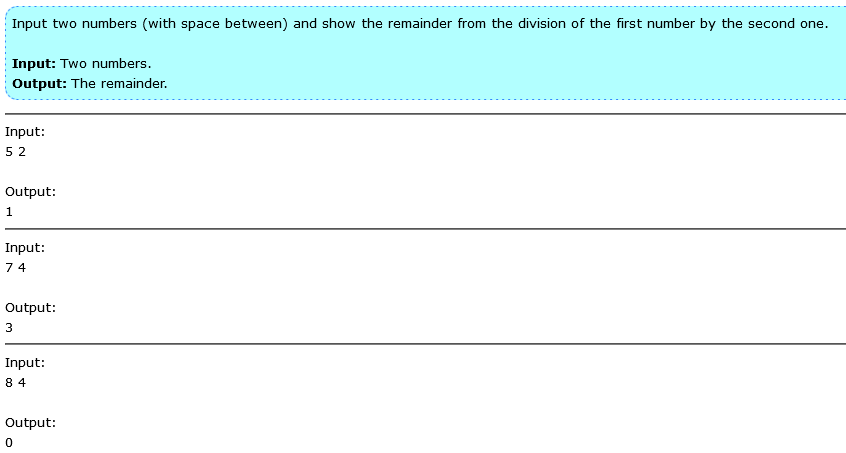 Input two numbers (with space between) and show the remainder from the division of the first number by the second one.
Input: Two numbers.
Output: The remainder.
Input:
5 2
Output:
1
Input:
7 4
Output:
3
Input:
8 4
Output:
0